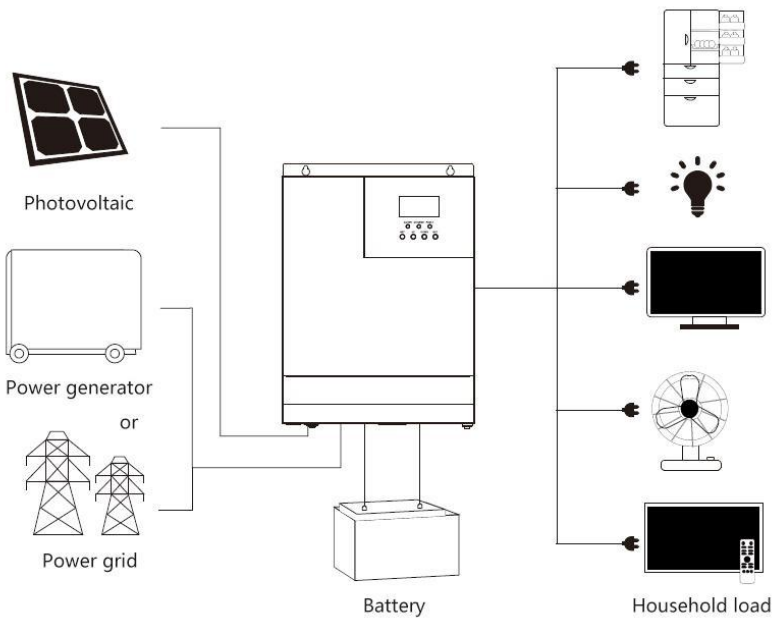 Photovoltaic
Power generator
or
Power grid
Battery
Household load